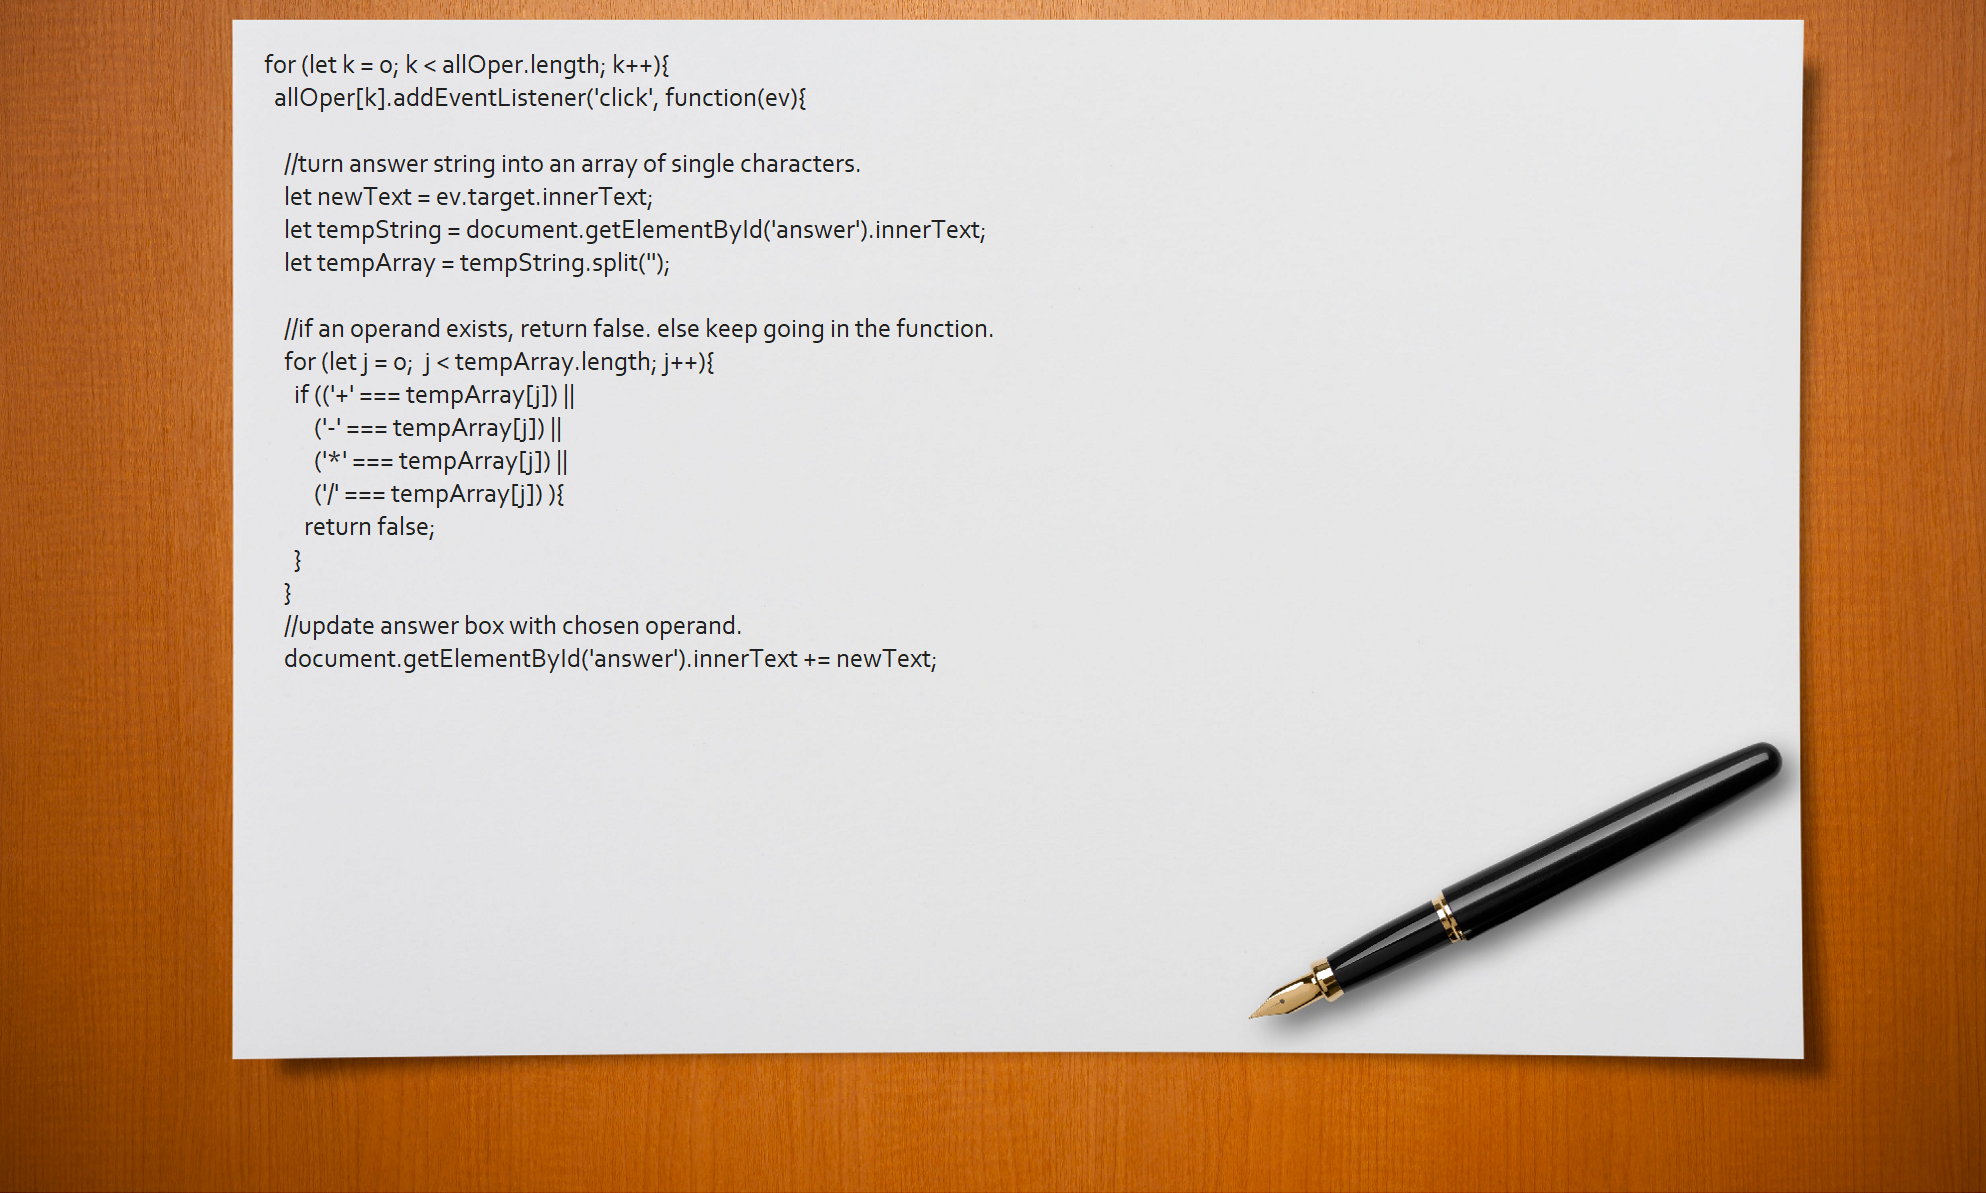 for (let k = 0; k < allOper.length; k++){
allOper[k].addEventListener('click', function(ev){
//turn answer string into an array of single characters.
let newText = ev.target.innerText;
let tempString = document.getElementById('answer').innerText;
let tempArray = tempString.split('');
//if an operand exists, return false. else keep going in the function.
for (let j = 0;  j < tempArray.length; j++){
if (('+' === tempArray[j]) ||
('-' === tempArray[j]) ||
('*' === tempArray[j]) ||
('/' === tempArray[j]) ){
return false;
}
}
//update answer box with chosen operand.
document.getElementById('answer').innerText += newText;